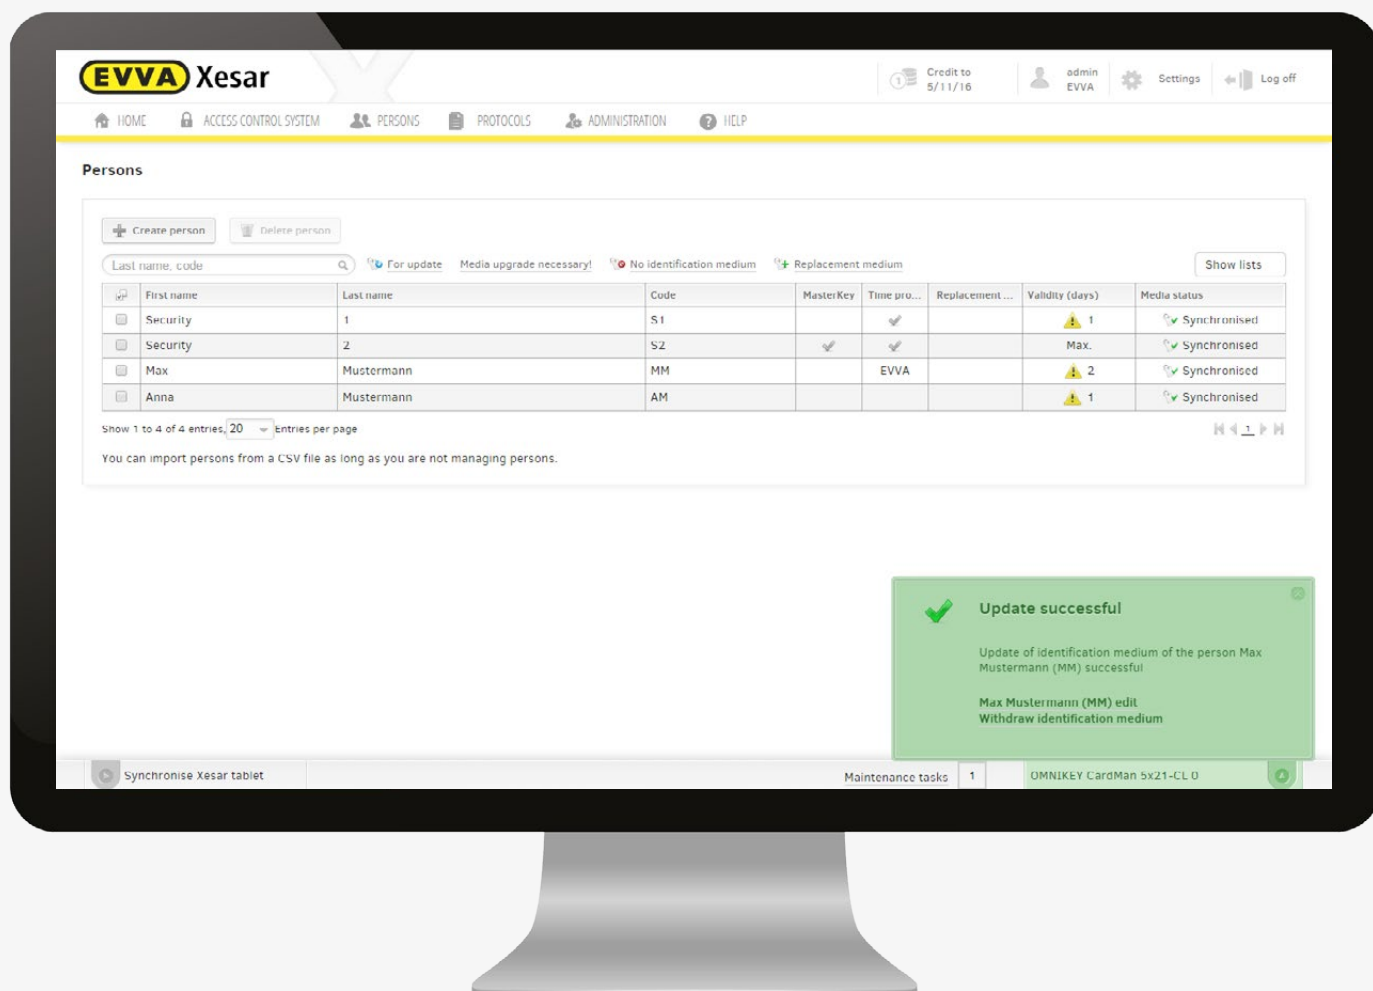 EVVA Xesar
Credit to
5/11/16
admin
EVVA
Settings
Log off
HOME
ACCESS CONTROL SYSTEM
PERSONS
PROTOCOLS
ADMINISTRATION
HELP
Persons
Create person
Delete person
Last name, code
For update
Media upgrade necessary!
No identification medium
Replacement medium
Show lists
First name Last name Code MasterKey Time pro... Replacement ... Validity (days) Media status
Security 1 S1 1 Synchronised
Security 2 S2 Max. Synchronised
Max Mustermann MM EVVA 2 Synchronised
Anna Mustermann AM 1 Synchronised
Show 1 to 4 of 4 entries, 20 Entries per page
1
You can import persons from a CSV file as long as you are not managing persons.
Update successful
Update of identification medium of the person Max
Mustermann (MM) successful
Max Mustermann (MM) edit
Withdraw identification medium
Synchronise Xesar tablet
Maintenance tasks 1
OMNIKEY CardMan 5x21-CL 0